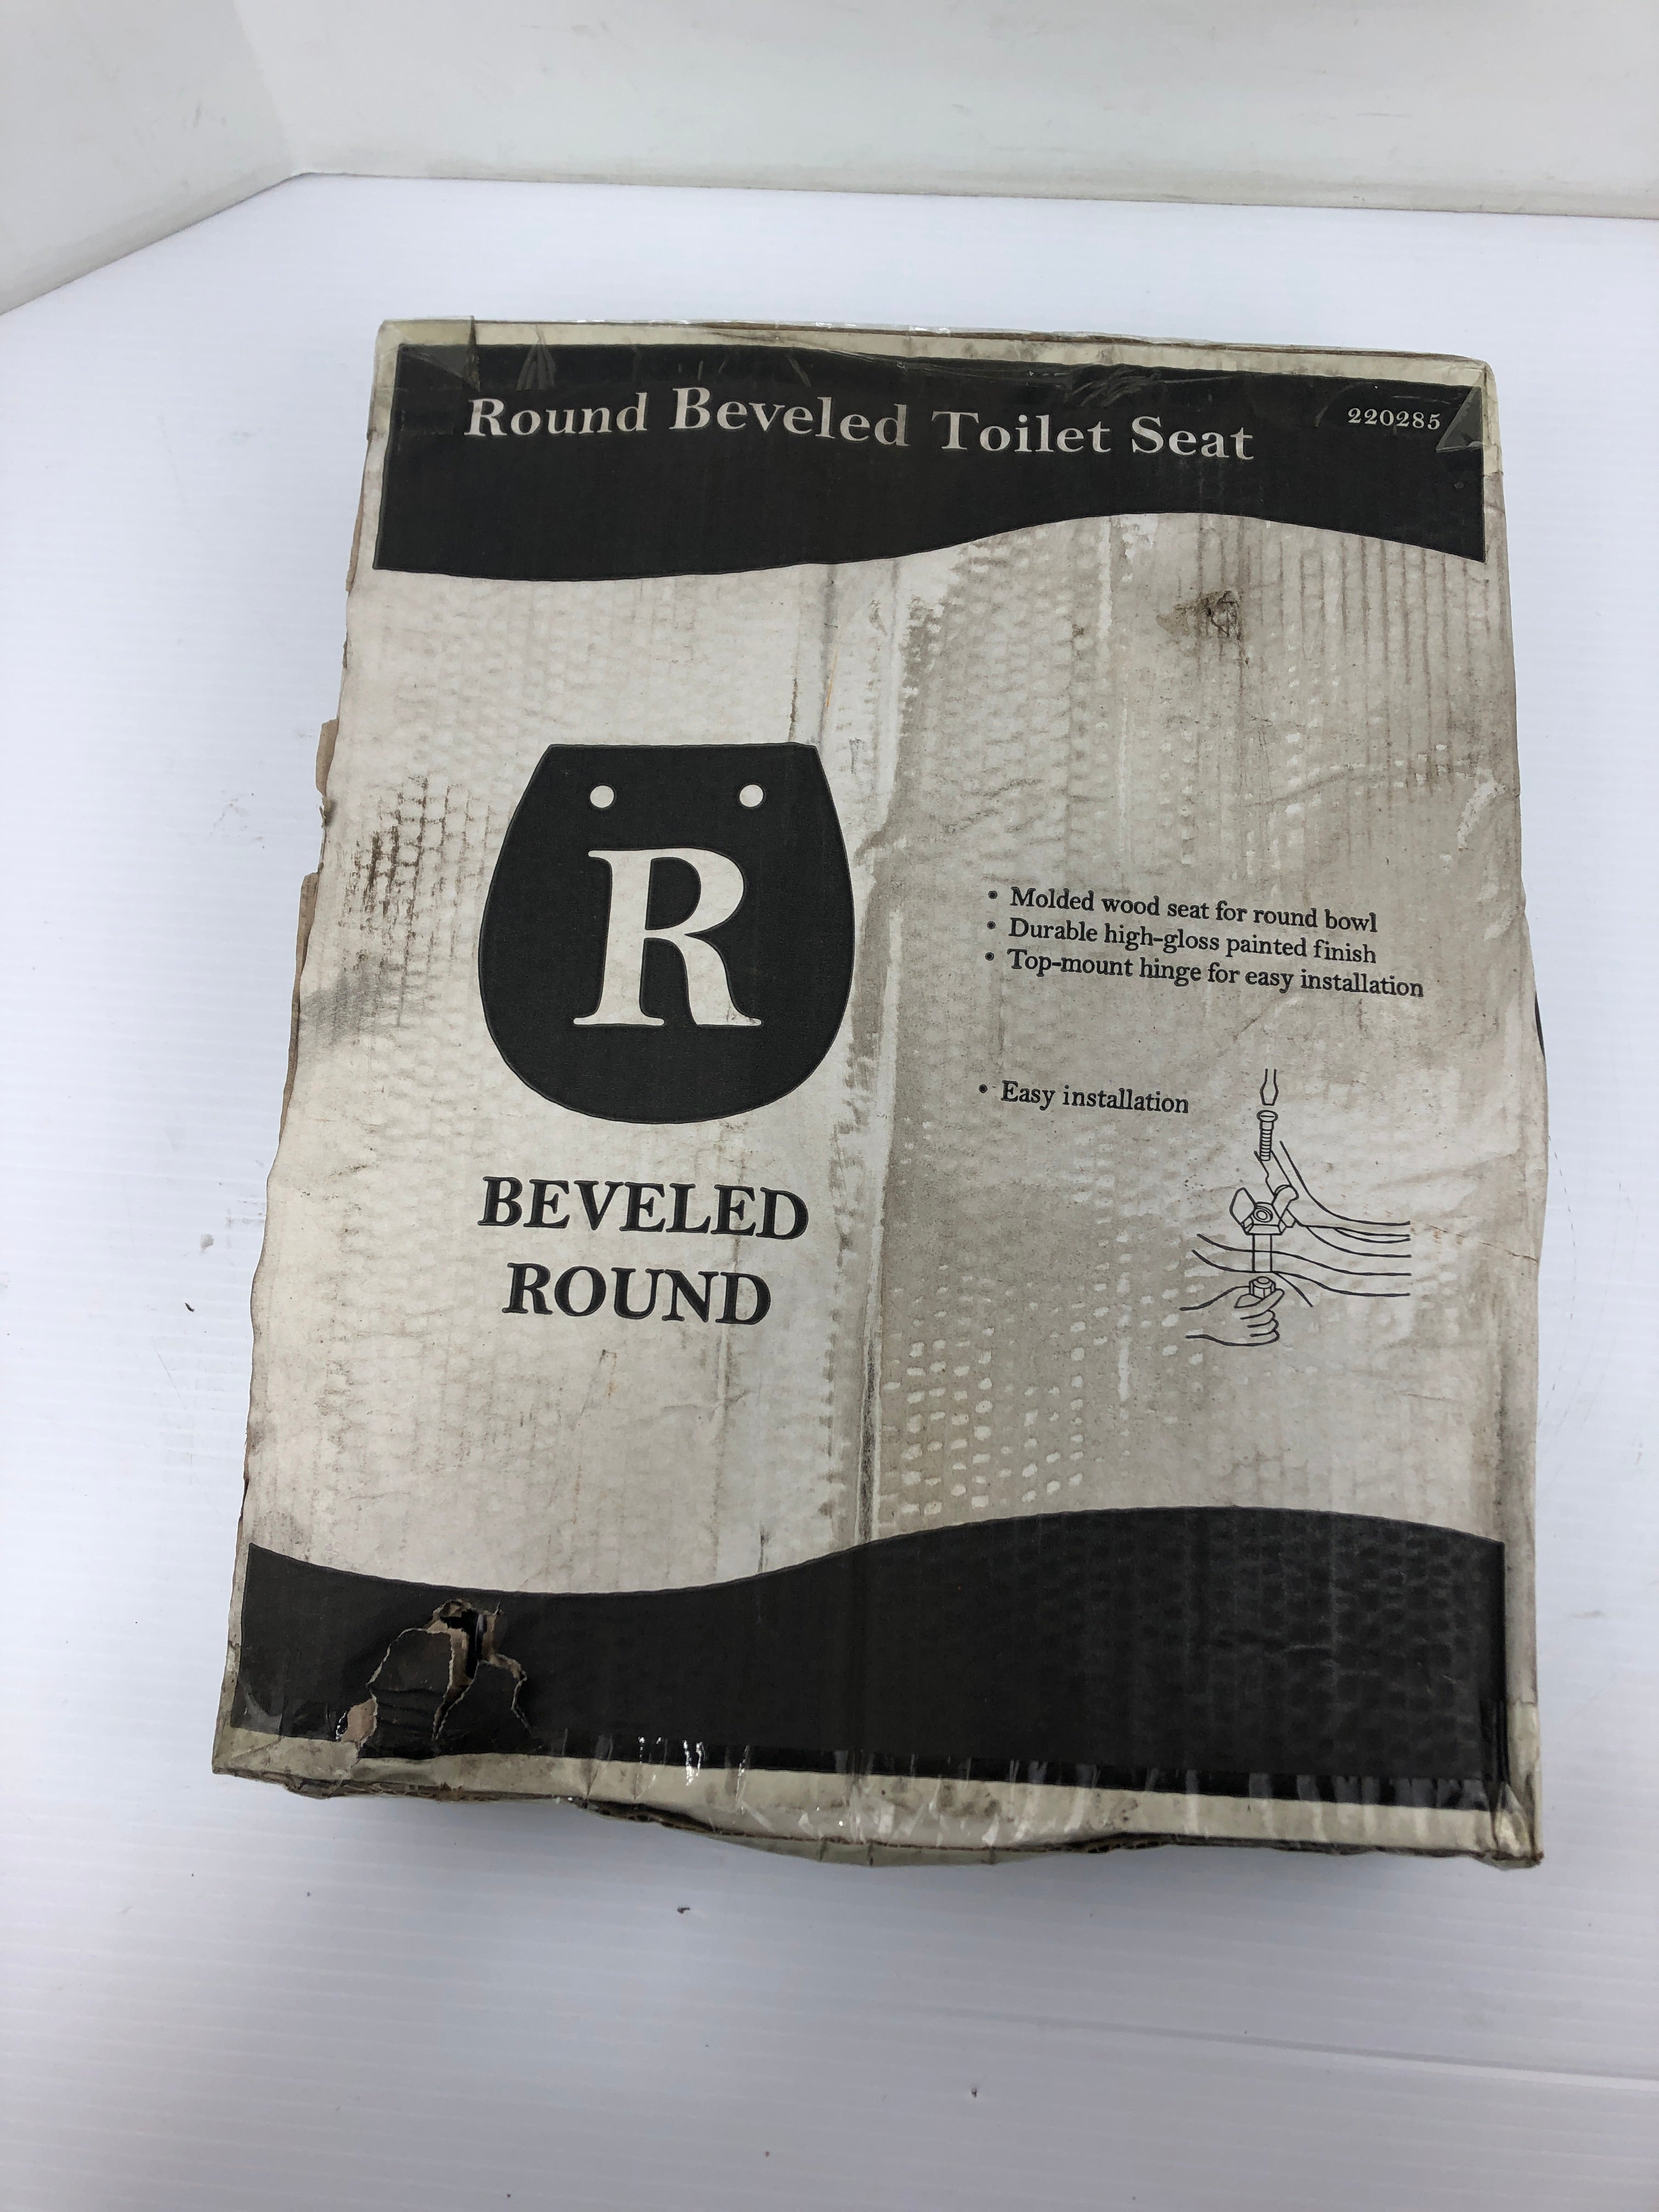 Round Beveled Toilet Seat
220285
R
BEVELED
ROUND
• Molded wood seat for round bowl
• Durable high-gloss painted finish
• Top-mount hinge for easy installation
• Easy installation